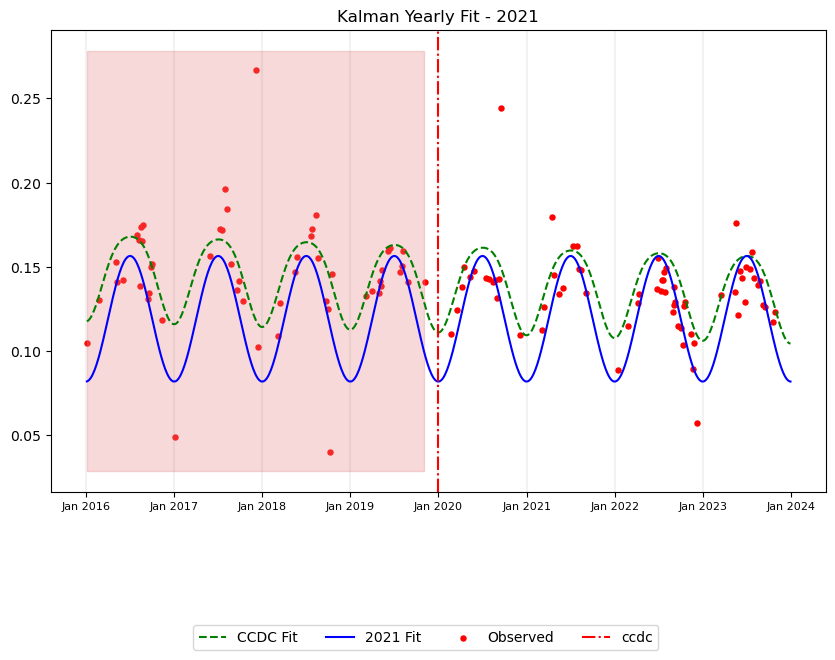 Kalman Yearly Fit - 2021
0.25
0.20
0.15
0.10
0.05
Jan 2016 Jan 2017 Jan 2018 Jan 2019 Jan 2020 Jan 2021 Jan 2022 Jan 2023 Jan 2024
CCDC Fit 2021 Fit Observed ccdc